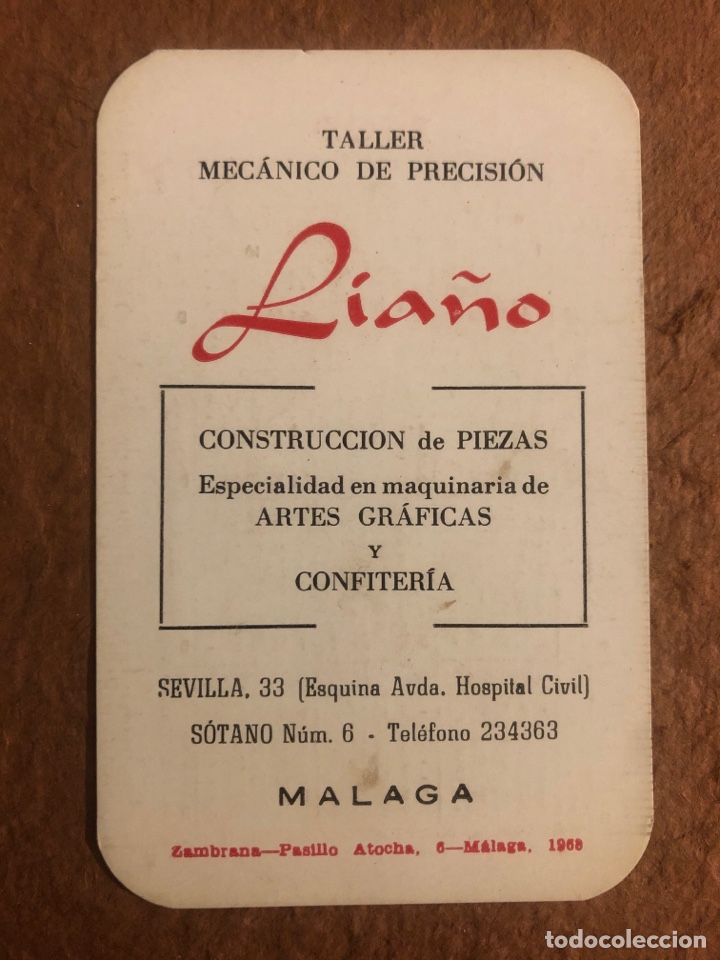 TALLER
MECÁNICO DE PRECISIÓN
Liaño
CONSTRUCCION de PIEZAS
Especialidad en maquinaria de
ARTES GRÁFICAS
Y
CONFITERÍA
SEVILLA, 33 (Esquina Avda. Hospital Civil)
SÓTANO Núm. 6 - Teléfono 234363
MALAGA
Zambrana—Pasillo Atocha, 6—Málaga, 1968
todocoleccion